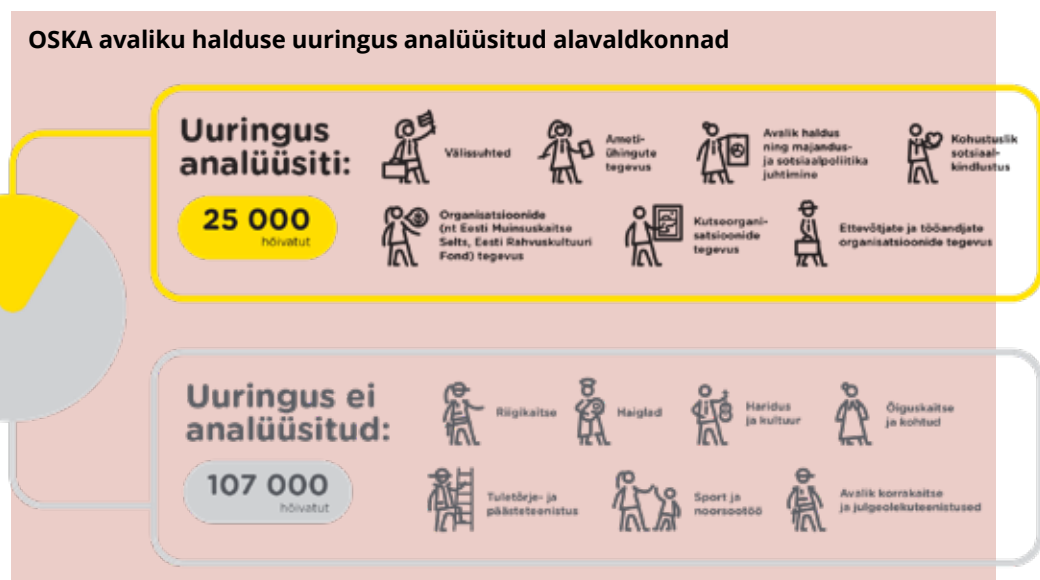 OSKA avaliku halduse uuringus analüüsitud alavaldkonnad
Uuringus
analüüsiti:
25 000
hõivatut
Välissuhted
Ameti-
ühingute
tegevus
Avalik haldus
ning majandus-
ja sotsiaalpoliitika
juhtimine
Kohustuslik
sotsiaal-
kindlustus
Organisatsioonide
(nt Eesti Muinsuskaitse
Selts, Eesti Rahvuskultuuri
Fond) tegevus
Kutseorgani-
satsioonide
tegevus
Ettevõtjate ja tööandjate
organisatsioonide tegevus
Uuringus ei
analüüsitud:
107 000
hõivatut
Riigikaitse
Haiglad
Haridus
ja kultuur
Õiguskaitse
ja kohtud
Tuletõrje- ja
päästeteenistus
Sport ja
noorsootöö
Avalik korrakaitse
ja julgeolekuteenistused